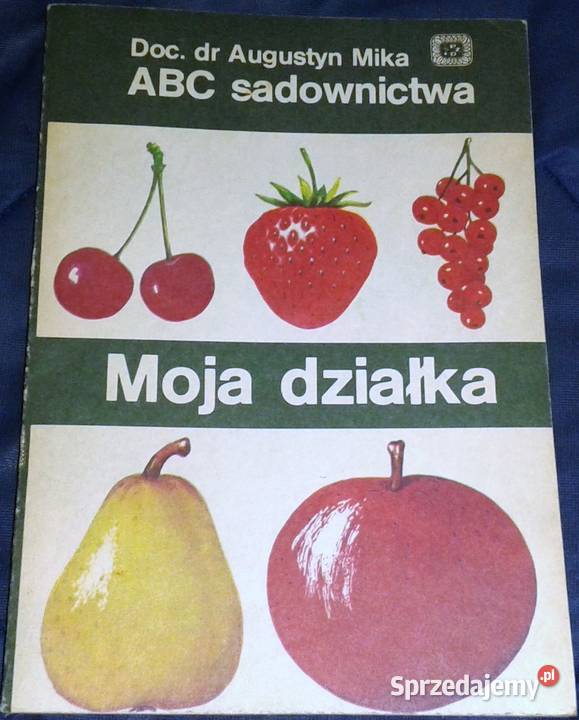 Doc. dr Augustyn Mika
ABC sadownictwa
Moja działka
Sprzedajemy.pl